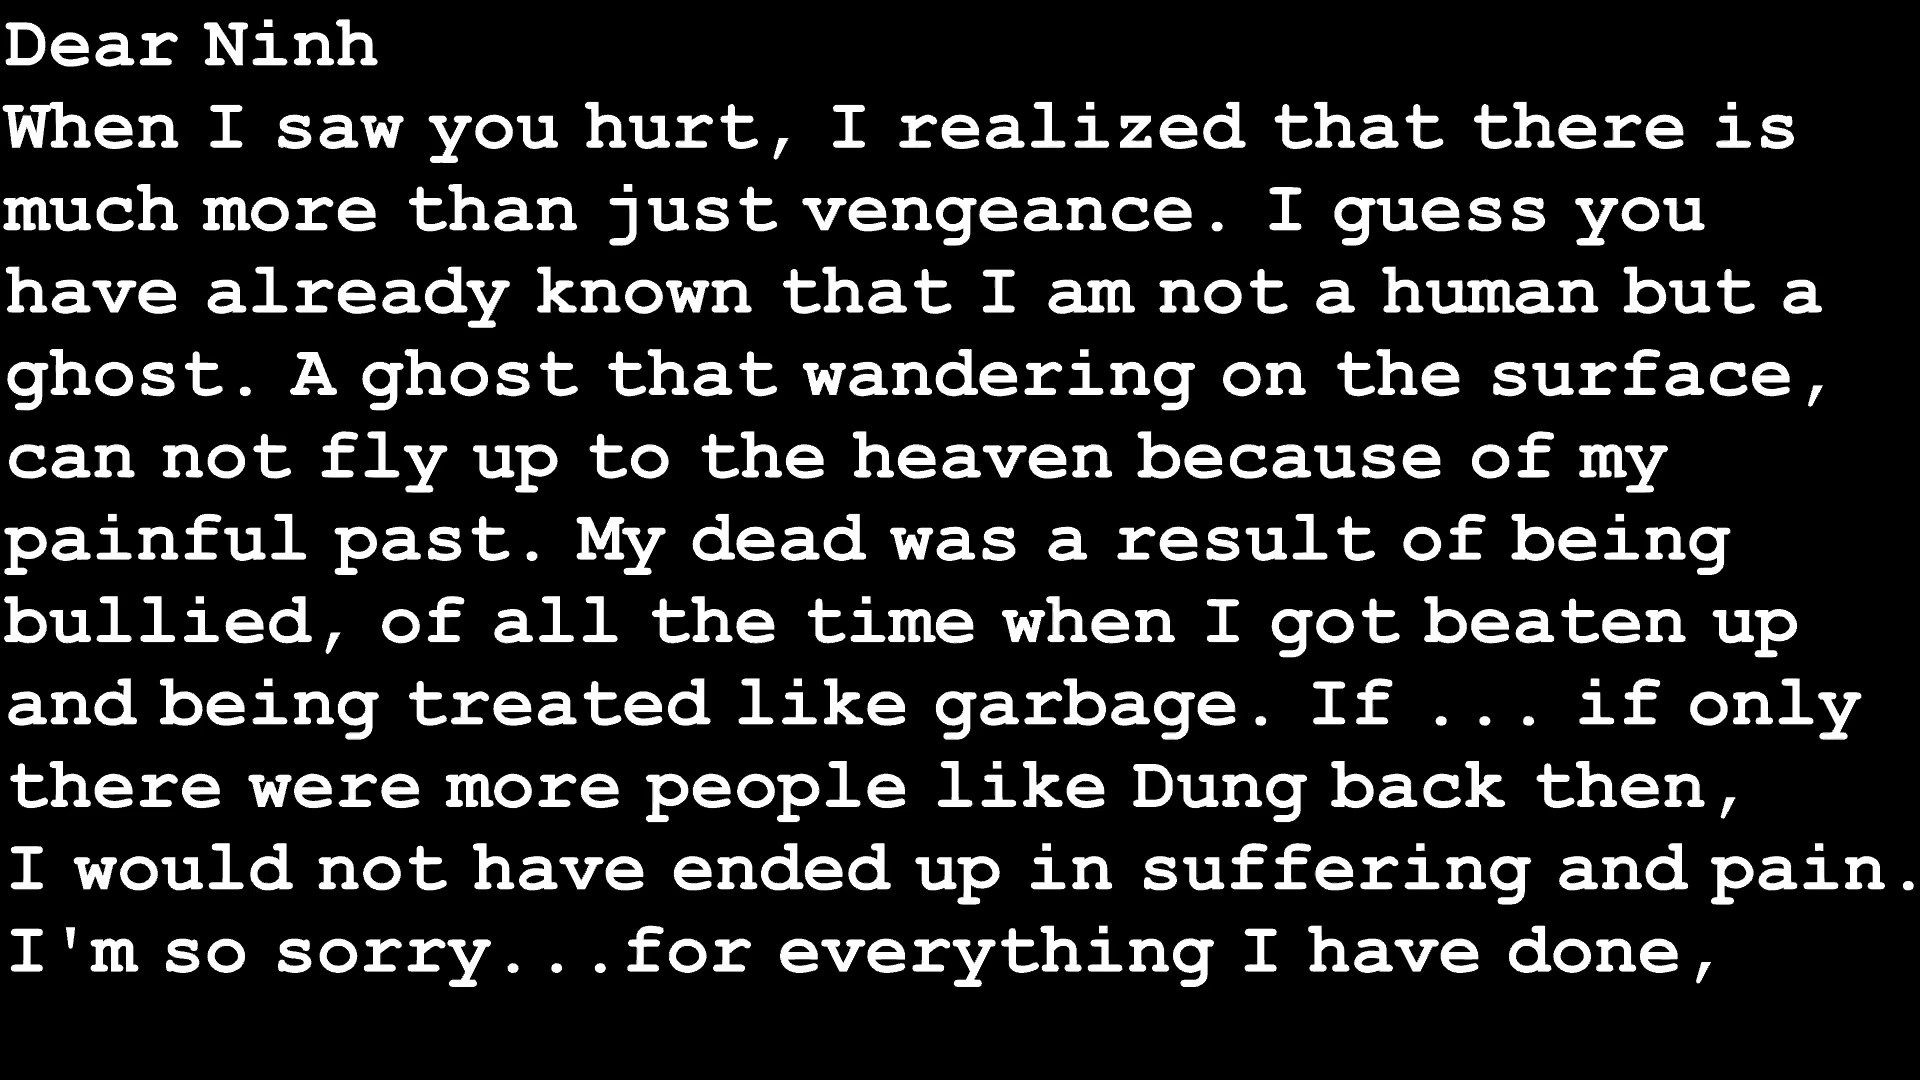 Dear Ninh
When I saw you hurt, I realized that there is
much more than just vengeance. I guess you
have already known that I am not a human but a
ghost. A ghost that wandering on the surface,
can not fly up to the heaven because of my
painful past. My dead was a result of being
bullied, of all the time when I got beaten up
and being treated like garbage. If ... if only
there were more people like Dung back then,
I would not have ended up in suffering and pain.
I'm so sorry...for everything I have done,